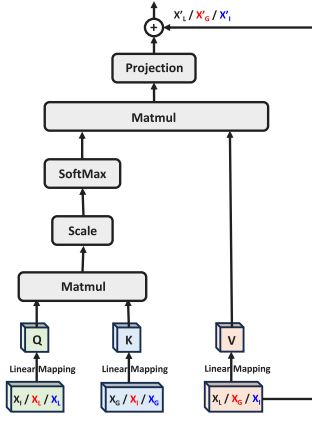 X'L / X'G / X'I
+
Projection
Matmul
SoftMax
Scale
Matmul
Q K V
Linear Mapping Linear Mapping Linear Mapping
XI / XL / XL XG / XI / XG XL / XG / XI